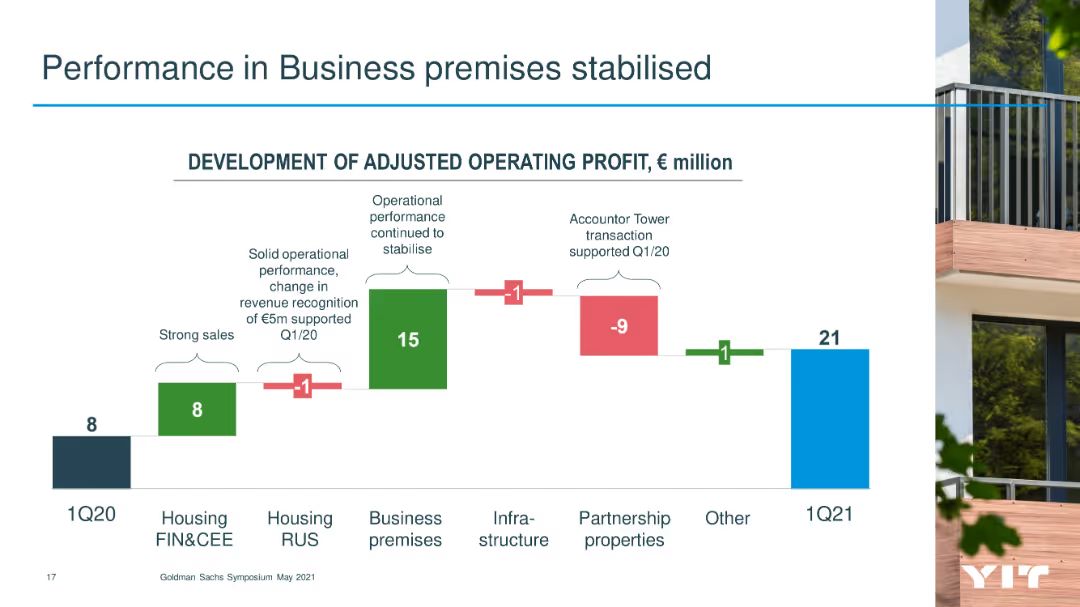 Performance in Business premises stabilised
DEVELOPMENT OF ADJUSTED OPERATING PROFIT, € million
Operational
performance
continued to
stabilise
Accountor Tower
transaction
supported Q1/20
Solid operational
performance,
change in
revenue recognition
of €5m supported
Q1/20
Strong sales
8
8
-1
15
-1
-9
1
21
1Q20
Housing
FIN&CEE
Housing
RUS
Business
premises
Infra-
structure
Partnership
properties
Other
1Q21
17
Goldman Sachs Symposium May 2021
YIT